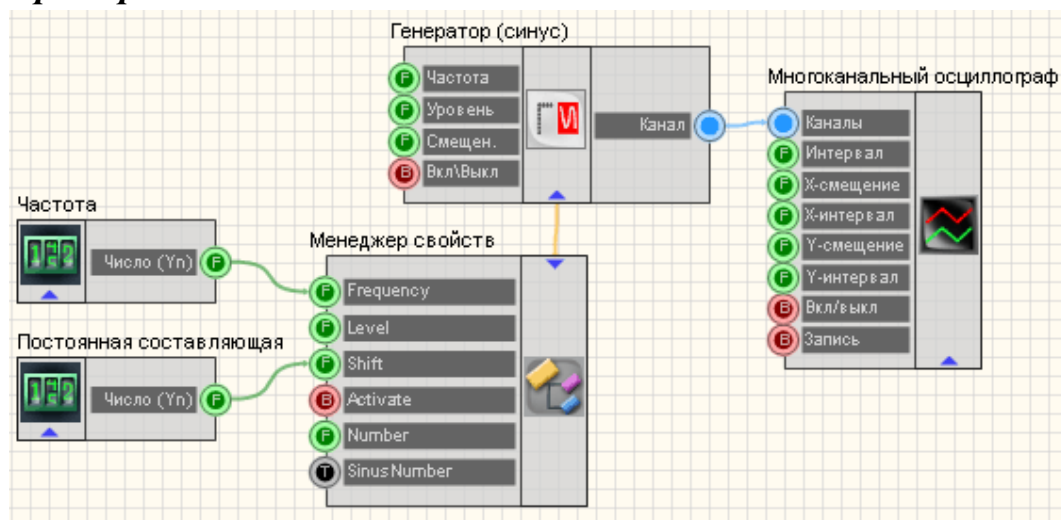 Генератор (синус)
Частота
Уровень
Смещен.
Вкл\Выкл
Канал
Многоканальный осциллограф
Каналы
Интервал
X-смещение
X-интервал
Y-смещение
Y-интервал
Вкл/выкл
Запись
Частота
Число (Yn)
Постоянная составляющая
Число (Yn)
Менеджер свойств
Frequency
Level
Shift
Activate
Number
SinusNumber